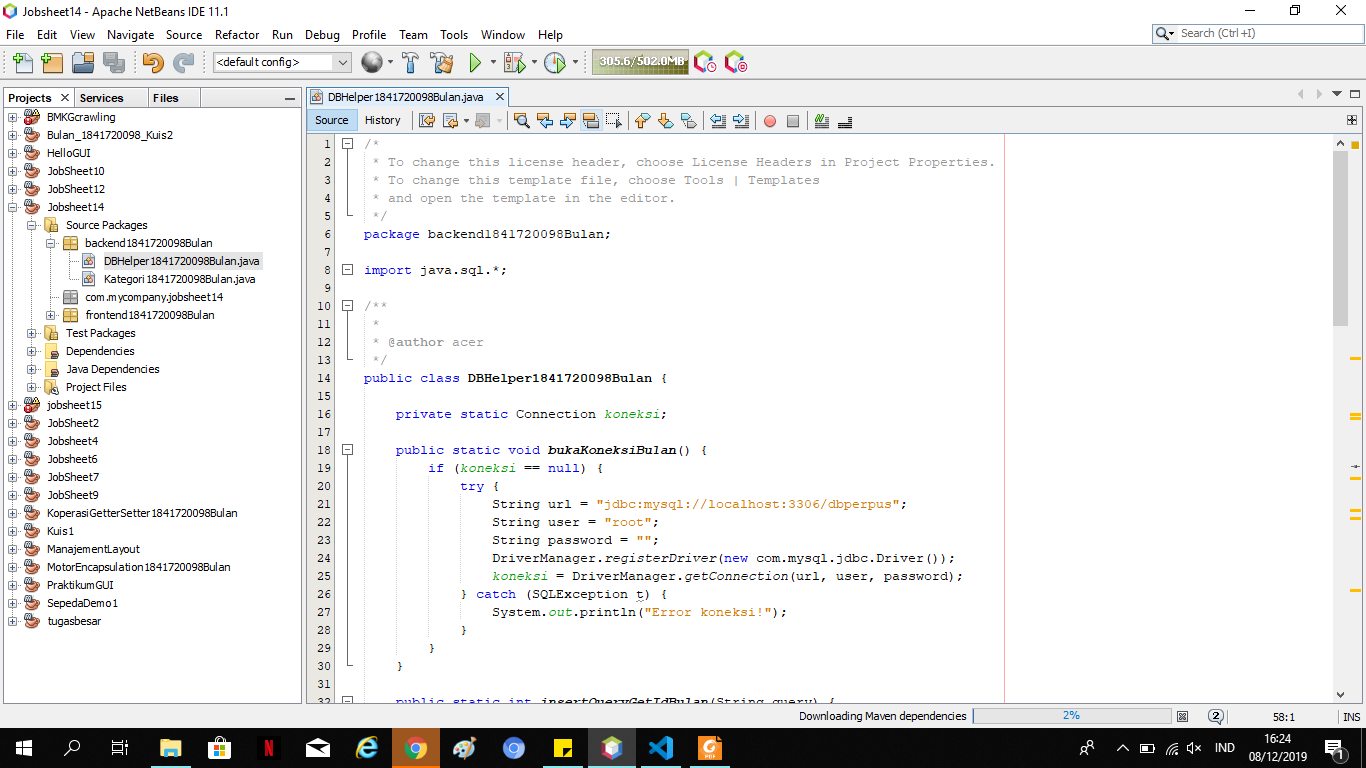 Jobsheet14 - Apache NetBeans IDE 11.1
File Edit View Navigate Source Refactor Run Debug Profile Team Tools Window Help
Search (Ctrl+I)
<default config>
305.6/502.0MB
Projects
Services
Files
BMKGcrawling
Bulan_1841720098_Kuis2
HelloGUI
JobSheet10
JobSheet12
Jobsheet14
Source Packages
backend1841720098Bulan
DBHelper1841720098Bulan.java
Kategori1841720098Bulan.java
com.mycompany.jobsheet14
frontend1841720098Bulan
Test Packages
Dependencies
Java Dependencies
Project Files
jobsheet15
JobSheet2
Jobsheet4
Jobsheet6
JobSheet7
JobSheet9
KoperasiGetterSetter1841720098Bulan
Kuis1
ManajementLayout
MotorEncapsulation1841720098Bulan
PraktikumGUI
SepedaDemo1
tugasbesar
DBHelper1841720098Bulan.java
Source History
1 /*
2 * To change this license header, choose License Headers in Project Properties.
3 * To change this template file, choose Tools | Templates
4 * and open the template in the editor.
5 */
6 package backend1841720098Bulan;
7
8 import java.sql.*;
9
10 /**
11 *
12 * @author acer
13 */
14 public class DBHelper1841720098Bulan {
15
16 private static Connection koneksi;
17
18 public static void bukaKoneksiBulan() {
19 if (koneksi == null) {
20 try {
21 String url = "jdbc:mysql://localhost:3306/dbperpus";
22 String user = "root";
23 String password = "";
24 DriverManager.registerDriver(new com.mysql.jdbc.Driver());
25 koneksi = DriverManager.getConnection(url, user, password);
26 } catch (SQLException t) {
27 System.out.println("Error koneksi!");
28 }
29 }
30 }
31
32 public static int insertQueryGetIdBulan(String query) {
Downloading Maven dependencies 2%
2
58:1
INS
IND
16:24
08/12/2019
1